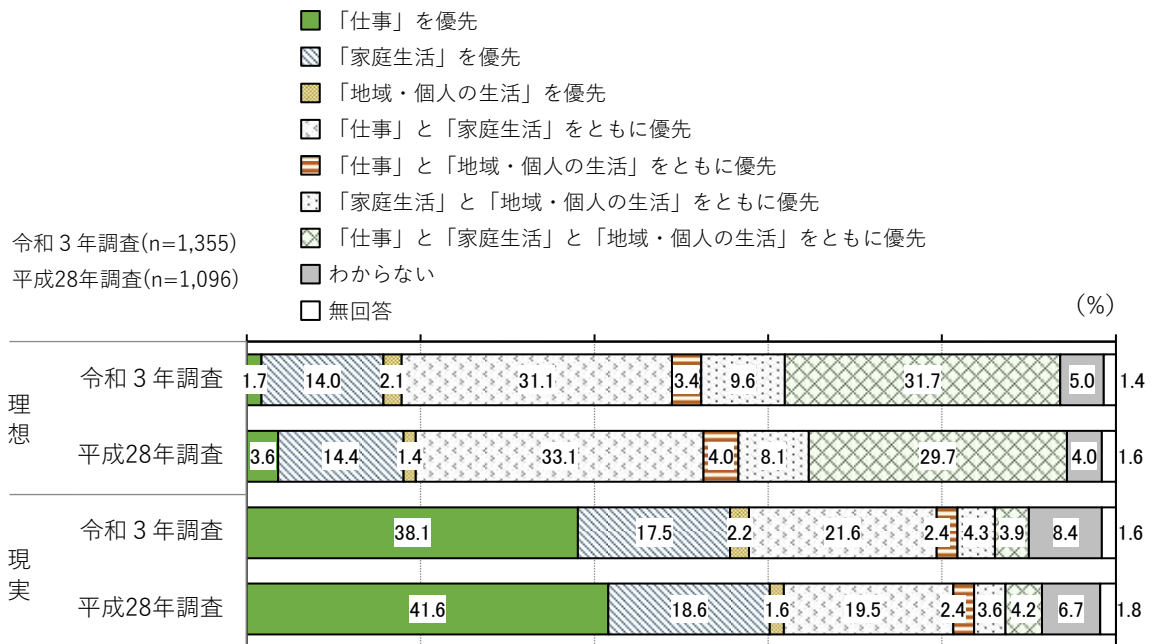 「仕事」を優先
「家庭生活」を優先
「地域・個人の生活」を優先
「仕事」と「家庭生活」をともに優先
「仕事」と「地域・個人の生活」をともに優先
「家庭生活」と「地域・個人の生活」をともに優先
「仕事」と「家庭生活」と「地域・個人の生活」をともに優先
わからない
無回答
令和３年調査(n=1,355)
平成28年調査(n=1,096)
(%)
理想
令和３年調査 1.7 14.0 2.1 31.1 3.4 9.6 31.7 5.0 1.4
平成28年調査 3.6 14.4 1.4 33.1 4.0 8.1 29.7 4.0 1.6
現実
令和３年調査 38.1 17.5 2.2 21.6 2.4 4.3 3.9 8.4 1.6
平成28年調査 41.6 18.6 1.6 19.5 2.4 3.6 4.2 6.7 1.8